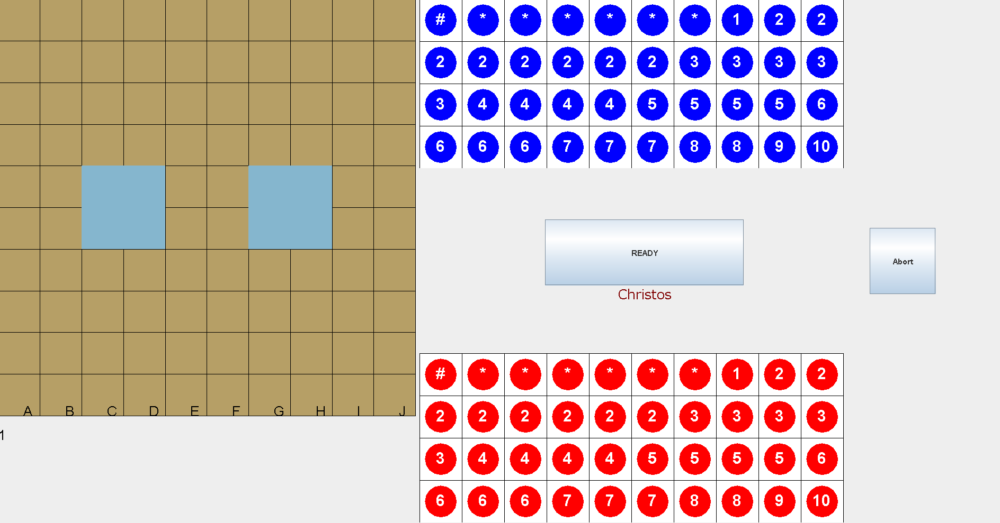 # * * * * * * 1 2 2
2 2 2 2 2 2 3 3 3 3
3 4 4 4 4 5 5 5 5 6
6 6 6 7 7 7 8 8 9 10
READY
Abort
Christos
# * * * * * * 1 2 2
2 2 2 2 2 2 3 3 3 3
3 4 4 4 4 5 5 5 5 6
6 6 6 7 7 7 8 8 9 10
A B C D E F G H I J
1